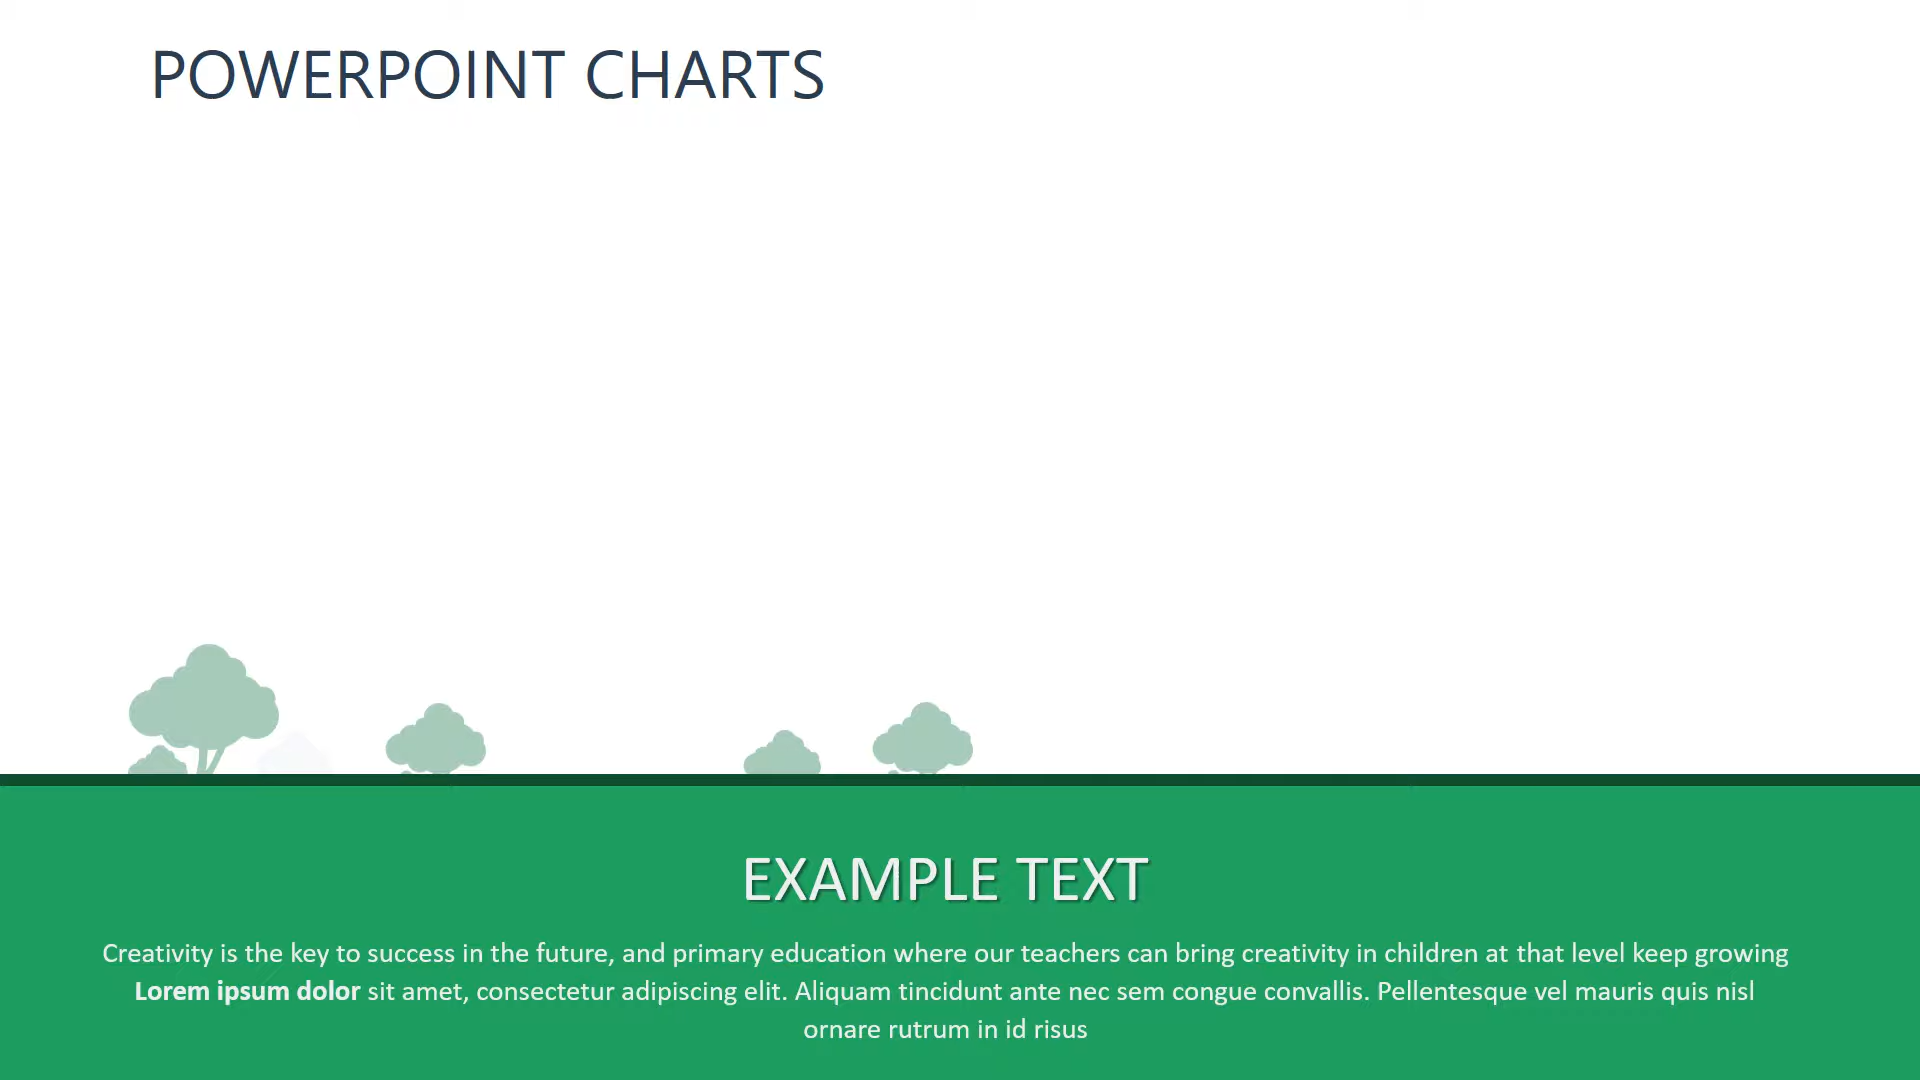 POWERPOINT CHARTS
EXAMPLE TEXT
Creativity is the key to success in the future, and primary education where our teachers can bring creativity in children at that level keep growing
Lorem ipsum dolor sit amet, consectetur adipiscing elit. Aliquam tincidunt ante nec sem congue convallis. Pellentesque vel mauris quis nisl
ornare rutrum in id risus